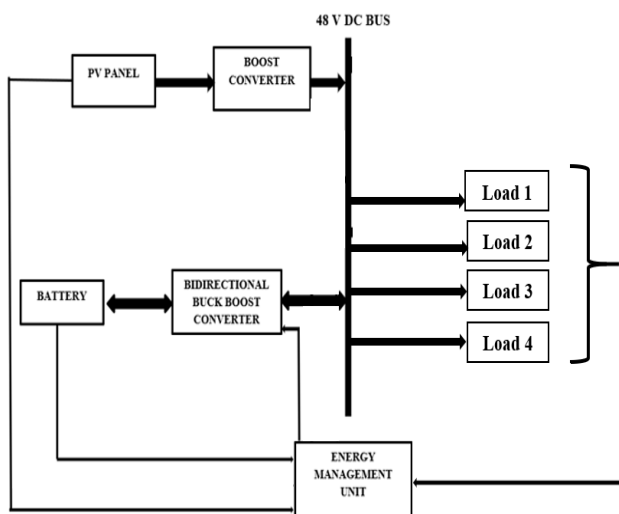 48 V DC BUS
PV PANEL
BOOST
CONVERTER
Load 1
Load 2
Load 3
Load 4
BATTERY
BIDIRECTIONAL
BUCK BOOST
CONVERTER
ENERGY
MANAGEMENT
UNIT